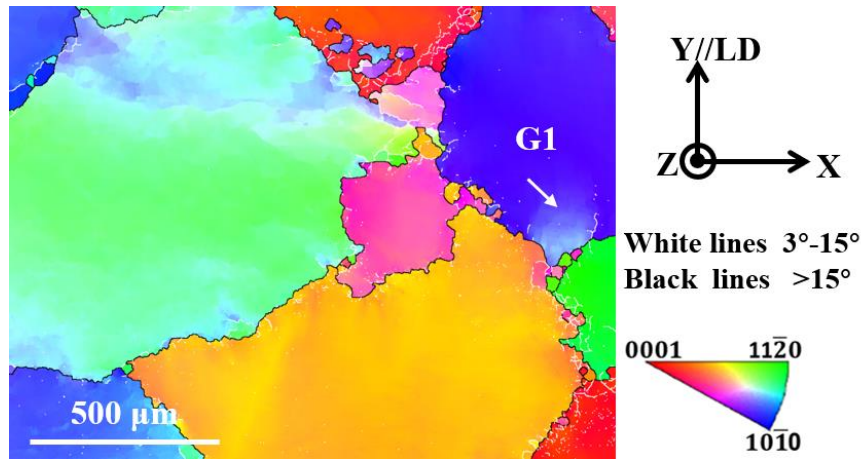 G1
500 μm
Y//LD
Z
X
White lines 3°-15°
Black lines >15°
0001
112̄0
101̄0